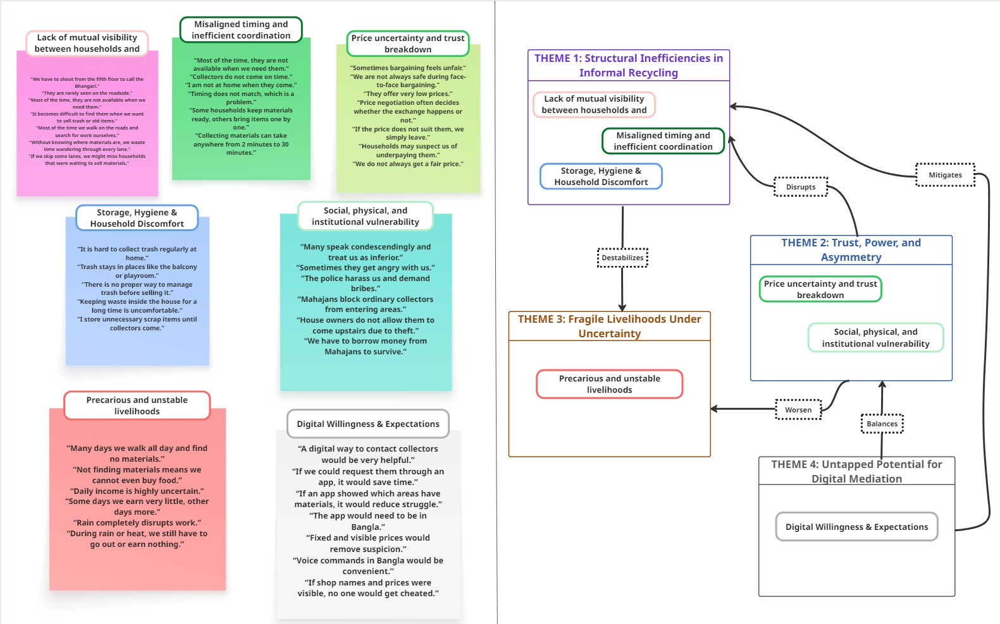 Lack of mutual visibility
between households and
“We have to shout from the fifth floor to call the
Bhangari.”
“They are rarely seen on the roadside.”
“Most of the time, they are not available when we
need them.”
“It becomes difficult to find them when we want
to sell trash or old items.”
“Most of the time we walk on the roads and
search for work ourselves.”
“Without knowing where materials are, we waste
time wandering through every lane.”
“If we skip some lanes, we might miss households
that were waiting to sell materials.”
Misaligned timing and
inefficient coordination
“Most of the time, they are not
available when we need them.”
“Collectors do not come on time.”
“I am not at home when they come.”
“Timing does not match, which is a
problem.”
“Some households keep materials
ready, others bring items one by
one.”
“Collecting materials can take
anywhere from 2 minutes to 30
minutes.”
Price uncertainty and trust
breakdown
“Sometimes bargaining feels unfair.”
“We are not always safe during face-
to-face bargaining.”
“They offer very low prices.”
“Price negotiation often decides
whether the exchange happens or
not.”
“If the price does not suit them, we
simply leave.”
“Households may suspect us of
underpaying them.”
“We do not always get a fair price.”
Storage, Hygiene &
Household Discomfort
“It is hard to collect trash regularly at
home.”
“Trash stays in places like the balcony
or playroom.”
“There is no proper way to manage
trash before selling it.”
“Keeping waste inside the house for a
long time is uncomfortable.”
“I store unnecessary scrap items until
collectors come.”
Social, physical, and
institutional vulnerability
“Many speak condescendingly and
treat us as inferior.”
“Sometimes they get angry with us.”
“The police harass us and demand
bribes.”
“Mahajans block ordinary collectors
from entering areas.”
“House owners do not allow them to
come upstairs due to theft.”
“We have to borrow money from
Mahajans to survive.”
Precarious and unstable
livelihoods
“Many days we walk all day and find
no materials.”
“Not finding materials means we
cannot even buy food.”
“Daily income is highly uncertain.”
“Some days we earn very little, other
days more.”
“Rain completely disrupts work.”
“During rain or heat, we still have to
go out or earn nothing.”
Digital Willingness & Expectations
“A digital way to contact collectors
would be very helpful.”
“If we could request them through an
app, it would save time.”
“If an app showed which areas have
materials, it would reduce struggle.”
“The app would need to be in
Bangla.”
“Fixed and visible prices would
remove suspicion.”
“Voice commands in Bangla would be
convenient.”
“If shop names and prices were
visible, no one would get cheated.”
THEME 1: Structural Inefficiencies in
Informal Recycling
Lack of mutual visibility
between households and
Misaligned timing and
inefficient coordination
Storage, Hygiene &
Household Discomfort
Mitigates
Disrupts
Destabilizes
THEME 2: Trust, Power, and
Asymmetry
Price uncertainty and trust
breakdown
Social, physical, and
institutional vulnerability
THEME 3: Fragile Livelihoods Under
Uncertainty
Precarious and unstable
livelihoods
Worsen
Balances
THEME 4: Untapped Potential for
Digital Mediation
Digital Willingness & Expectations